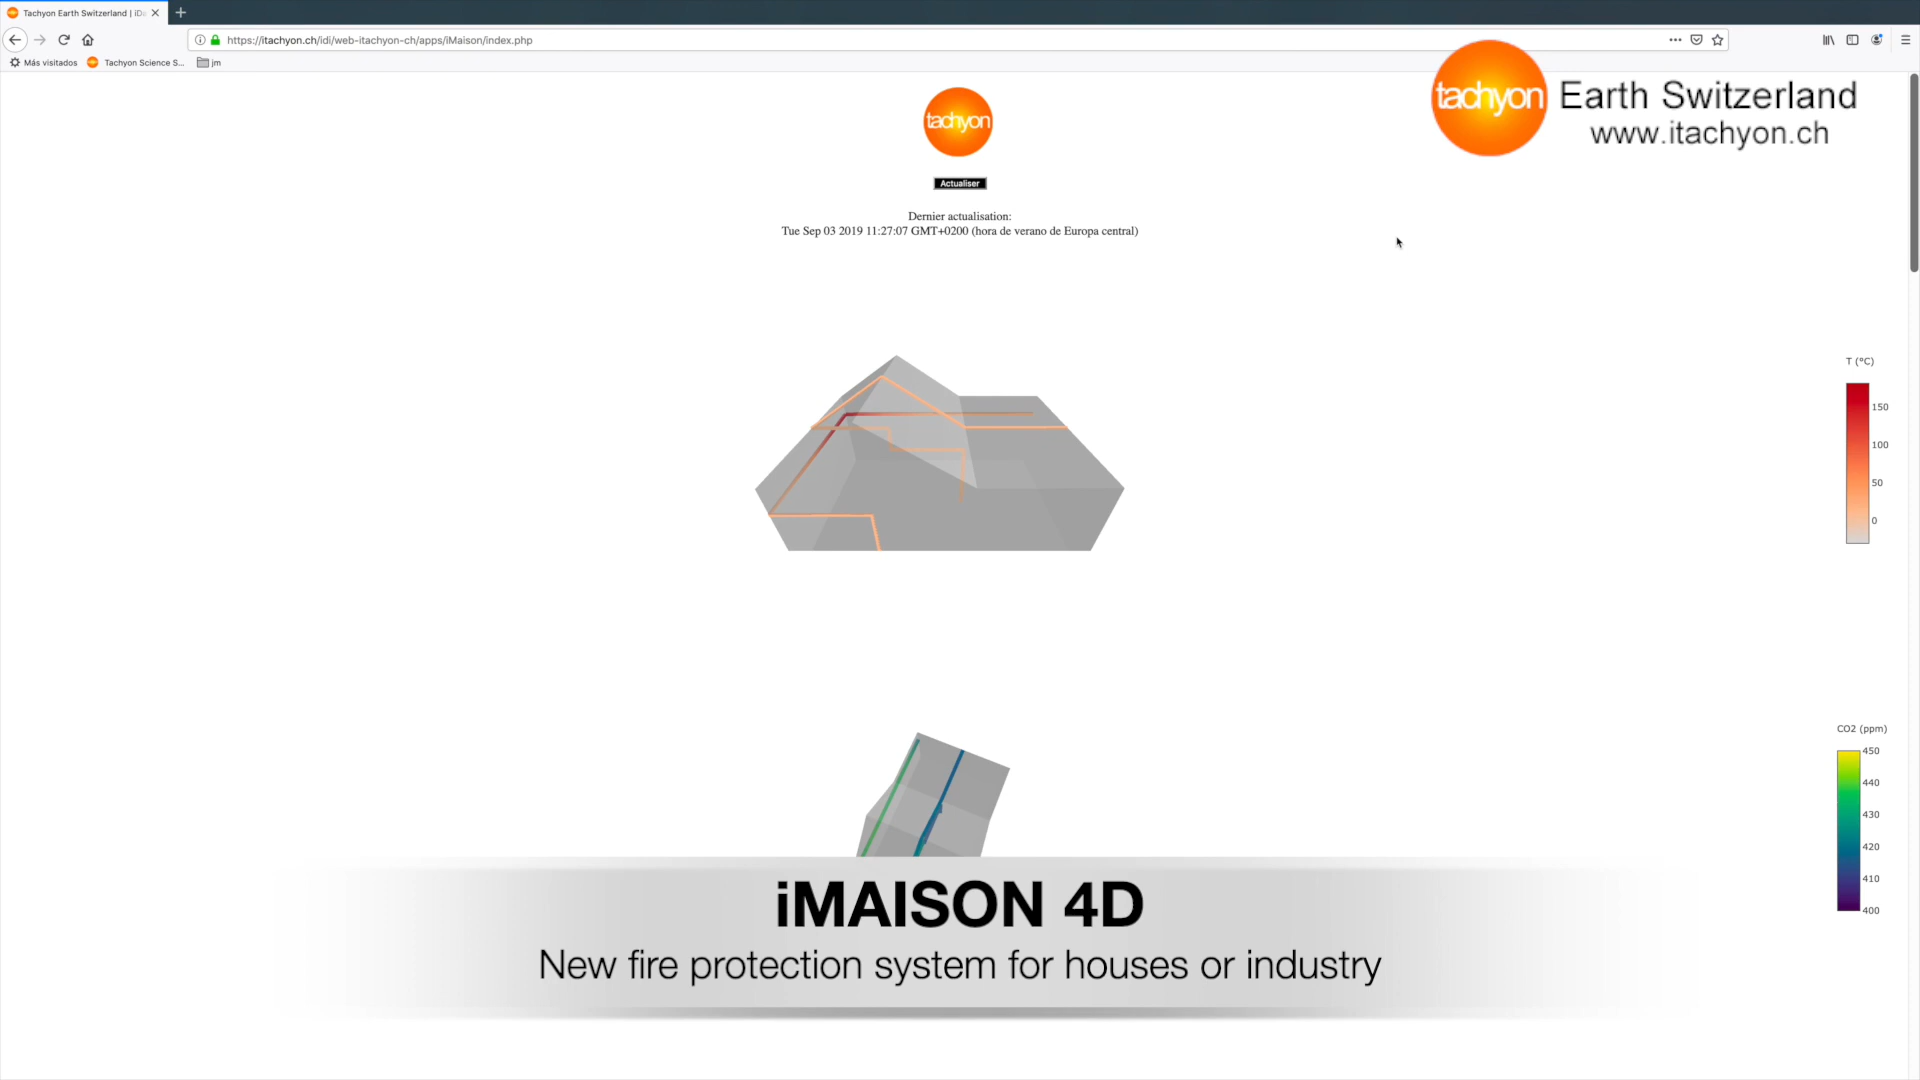 Tachyon Earth Switzerland | iDa
https://itachyon.ch/idi/web-itachyon-ch/apps/iMaison/index.php
Más visitados
Tachyon Science S...
jm
tachyon
Earth Switzerland
www.itachyon.ch
tachyon
Actualiser
Dernier actualisation:
Tue Sep 03 2019 11:27:07 GMT+0200 (hora de verano de Europa central)
T (°C)
150
100
50
0
CO2 (ppm)
450
440
430
420
410
400
iMAISON 4D
New fire protection system for houses or industry